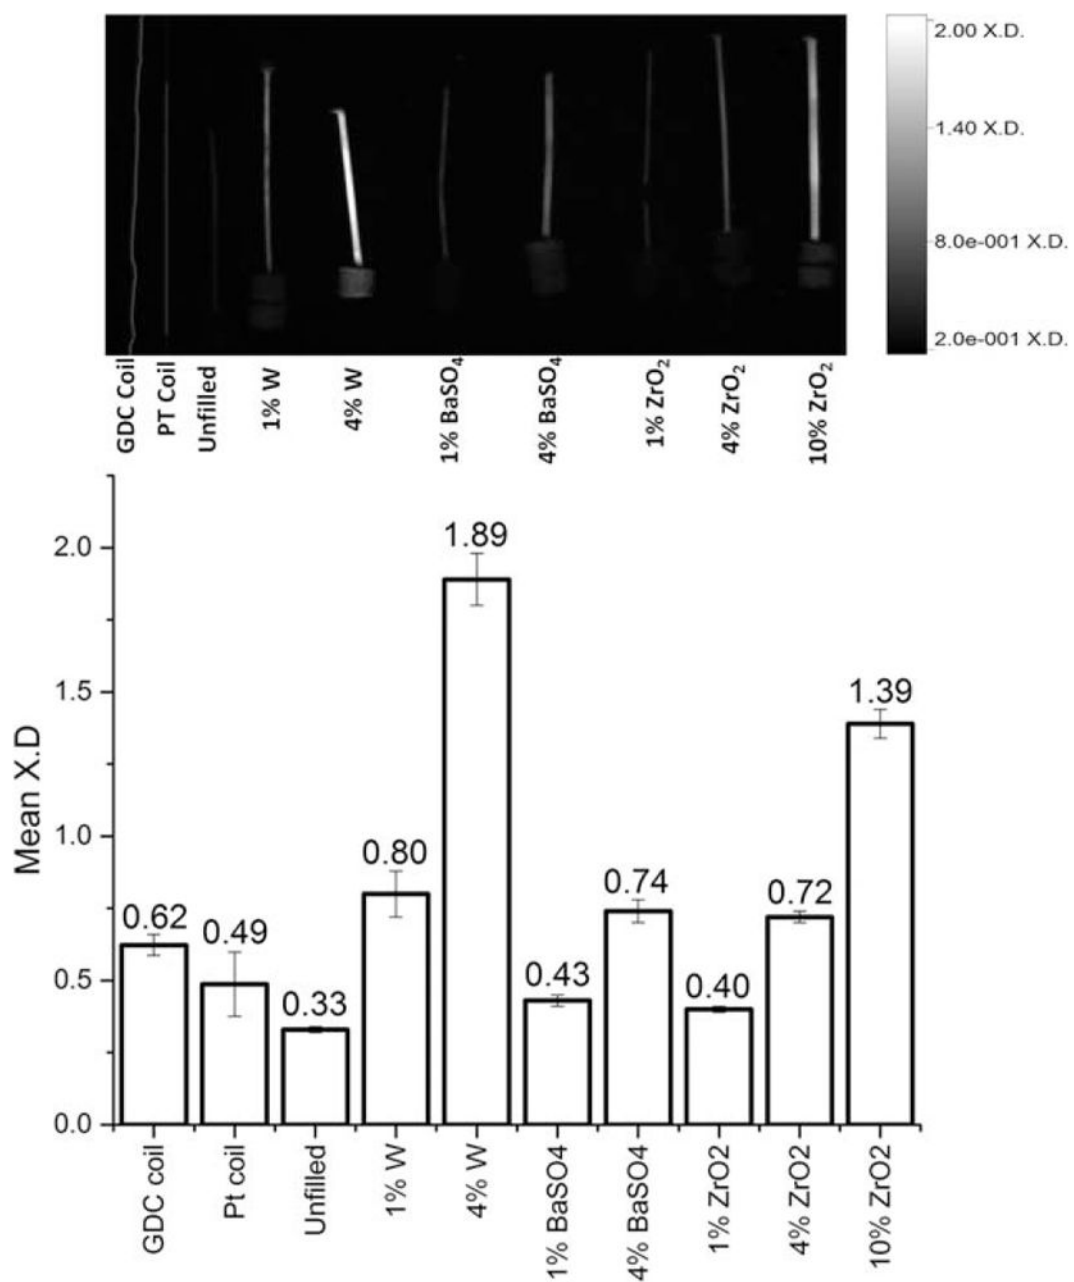 2.00 X.D.
1.40 X.D.
8.0e-001 X.D.
2.0e-001 X.D.
GDC Coil
PT Coil
Unfilled
1% W
4% W
1% BaSO₄
4% BaSO₄
1% ZrO₂
4% ZrO₂
10% ZrO₂
Mean X.D
2.0
1.5
1.0
0.5
0.0
0.62
0.49
0.33
0.80
1.89
0.43
0.74
0.40
0.72
1.39
GDC coil
Pt coil
Unfilled
1% W
4% W
1% BaSO4
4% BaSO4
1% ZrO2
4% ZrO2
10% ZrO2